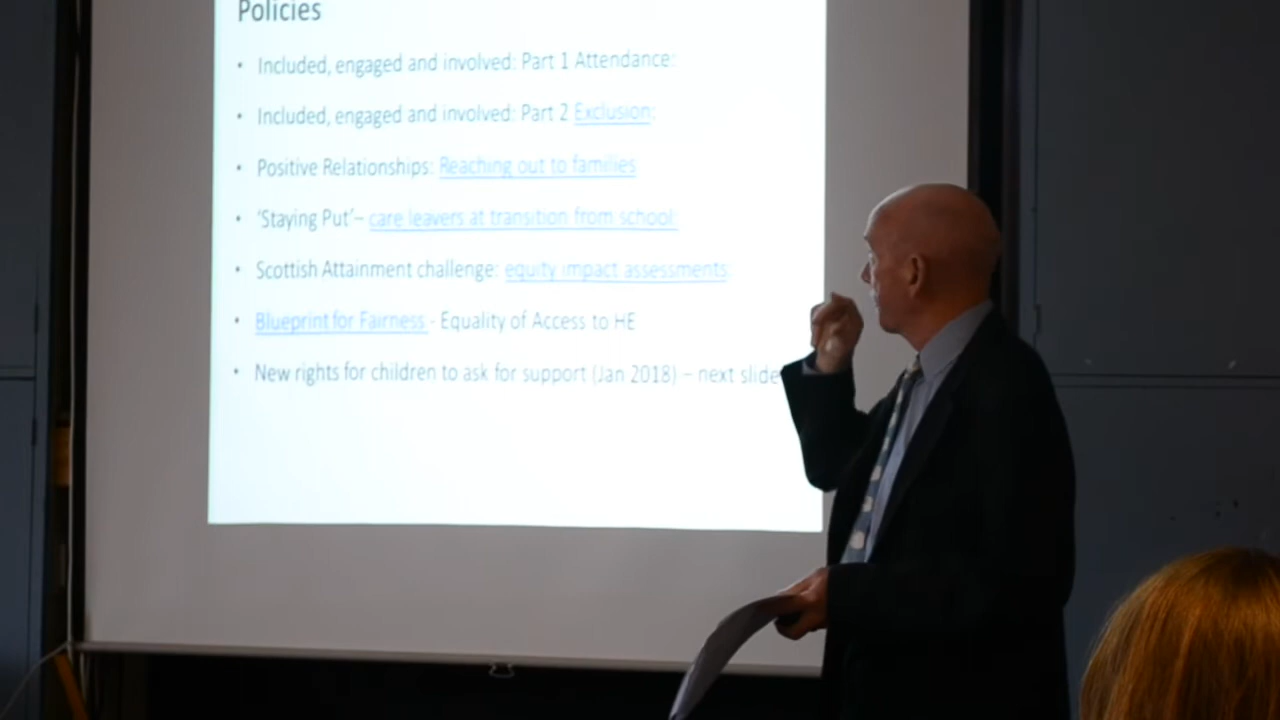 Policies
• Included, engaged and involved: Part 1 Attendance:
• Included, engaged and involved: Part 2 Exclusion:
• Positive Relationships: Reaching out to families
• 'Staying Put'– care leavers at transition from school:
• Scottish Attainment challenge: equity impact assessments:
• Blueprint for Fairness - Equality of Access to HE
• New rights for children to ask for support (Jan 2018) – next slide